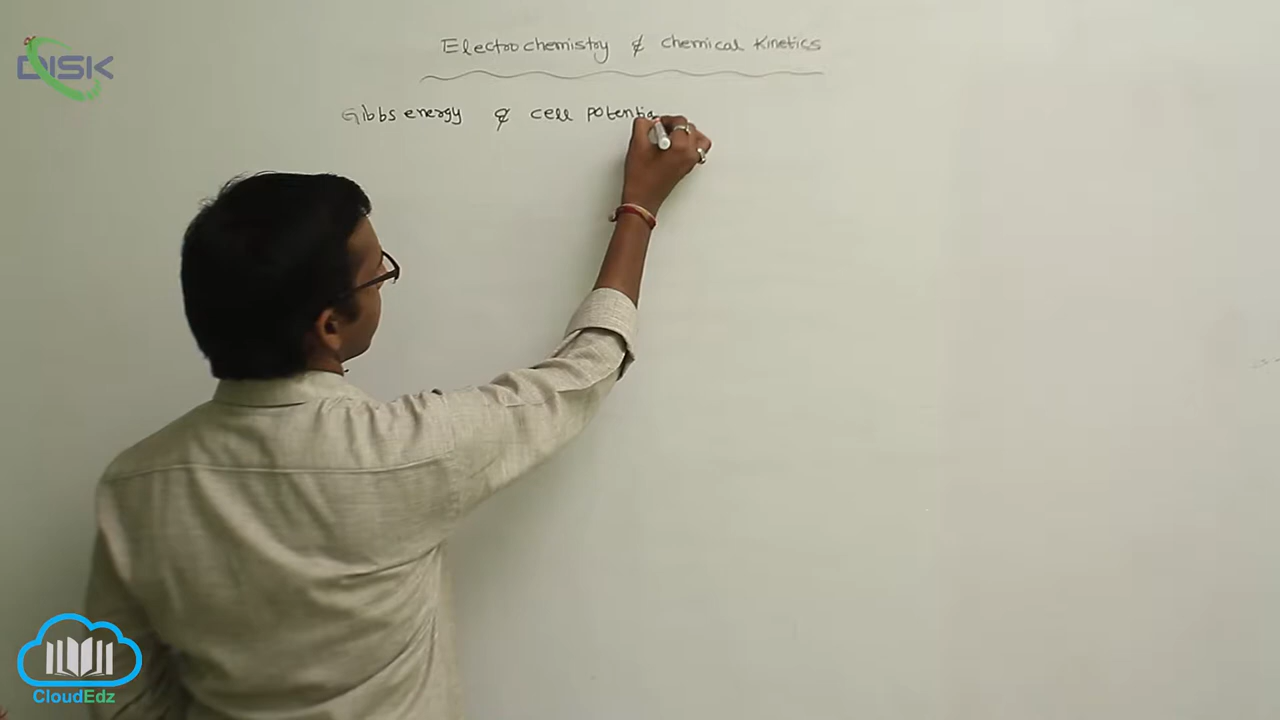 Electrochemistry & chemical Kinetics
DISK
Gibbs energy & cell potentia
CloudEdz